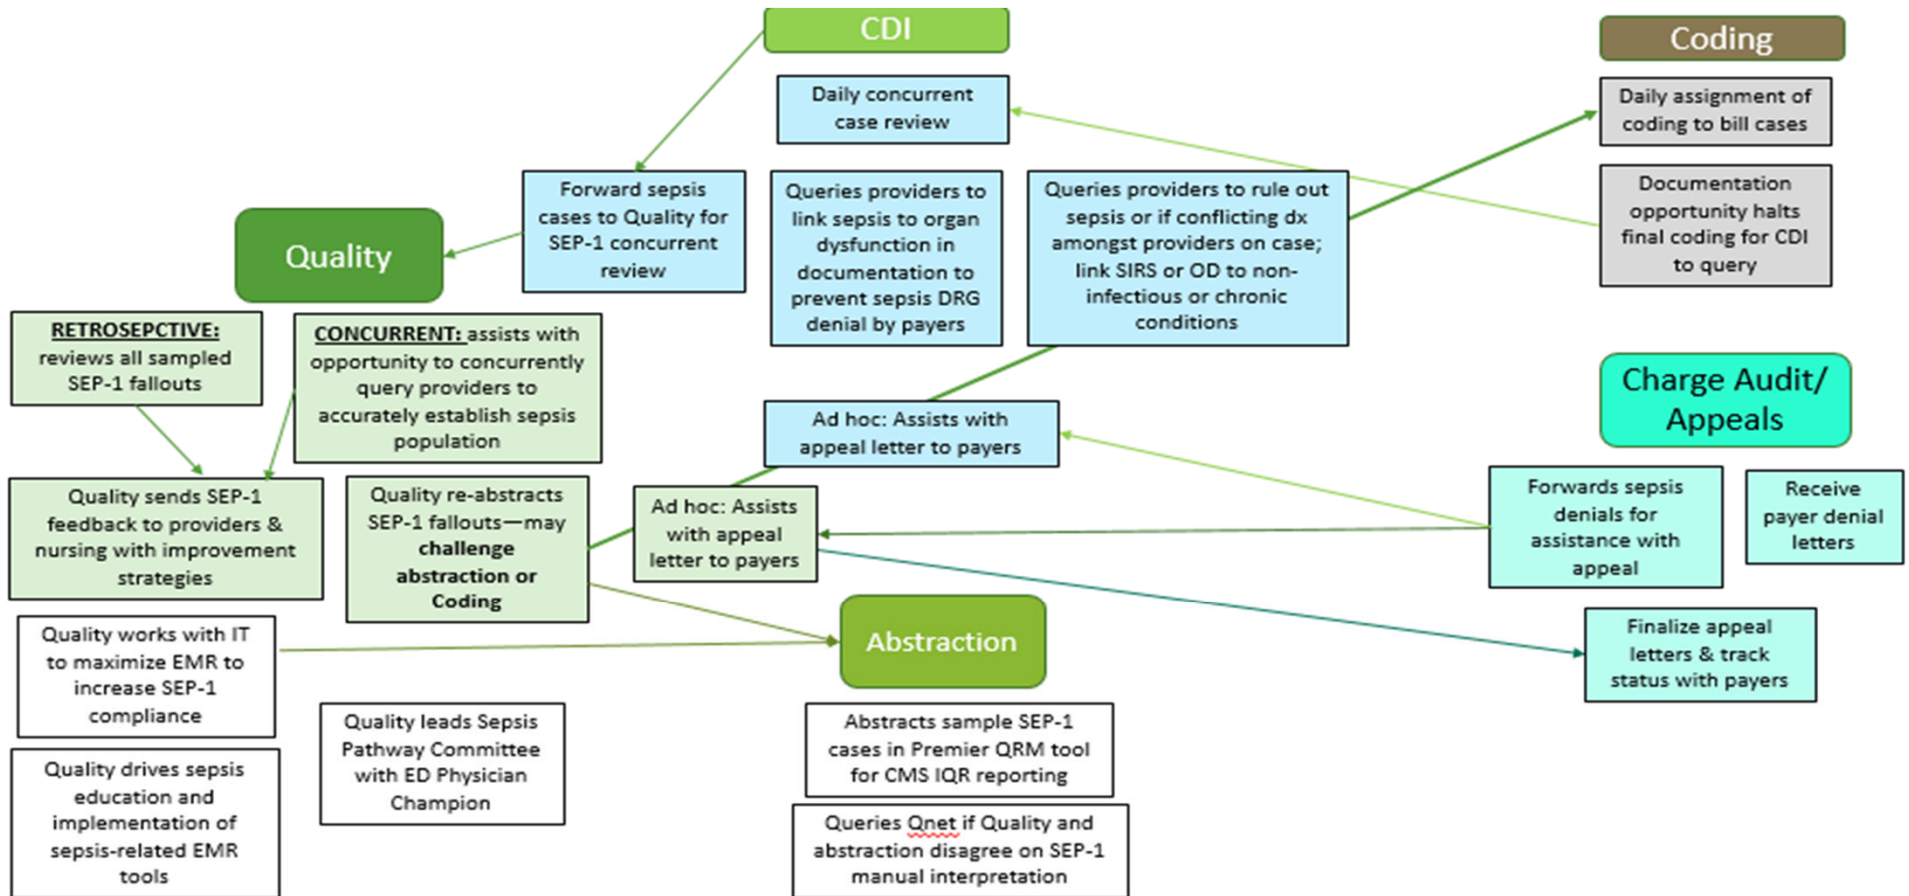 CDI
Daily concurrent
case review
Forward sepsis
cases to Quality for
SEP-1 concurrent
review
Queries providers to
link sepsis to organ
dysfunction in
documentation to
prevent sepsis DRG
denial by payers
Queries providers to rule out
sepsis or if conflicting dx
amongst providers on case;
link SIRS or OD to non-
infectious or chronic
conditions
Ad hoc: Assists with
appeal letter to payers
Coding
Daily assignment of
coding to bill cases
Documentation
opportunity halts
final coding for CDI
to query
Quality
RETROSEPCTIVE:
reviews all sampled
SEP-1 fallouts
CONCURRENT: assists with
opportunity to concurrently
query providers to
accurately establish sepsis
population
Quality sends SEP-1
feedback to providers &
nursing with improvement
strategies
Quality re-abstracts
SEP-1 fallouts—may
challenge
abstraction or
Coding
Ad hoc: Assists
with appeal
letter to payers
Quality works with IT
to maximize EMR to
increase SEP-1
compliance
Quality drives sepsis
education and
implementation of
sepsis-related EMR
tools
Quality leads Sepsis
Pathway Committee
with ED Physician
Champion
Abstraction
Abstracts sample SEP-1
cases in Premier QRM tool
for CMS IQR reporting
Queries Qnet if Quality and
abstraction disagree on SEP-1
manual interpretation
Charge Audit/
Appeals
Forwards sepsis
denials for
assistance with
appeal
Receive
payer denial
letters
Finalize appeal
letters & track
status with payers